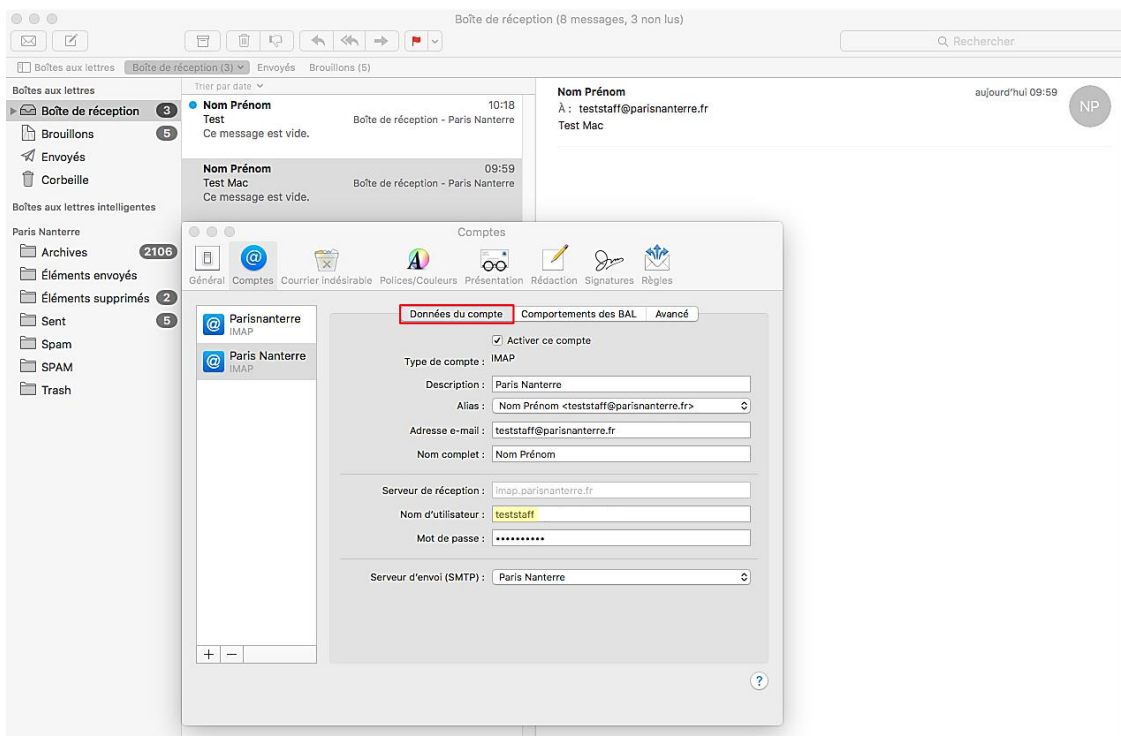 Boîte de réception (8 messages, 3 non lus)
Rechercher
Boîtes aux lettres Boîte de réception (3) Envoyés Brouillons (5)
Boîtes aux lettres
Boîte de réception 3
Brouillons 5
Envoyés
Corbeille
Boîtes aux lettres intelligentes
Paris Nanterre
Archives 2106
Éléments envoyés
Éléments supprimés 2
Sent 5
Spam
SPAM
Trash
Trier par date
Nom Prénom 10:18
Test Boîte de réception - Paris Nanterre
Ce message est vide.
Nom Prénom 09:59
Test Mac Boîte de réception - Paris Nanterre
Ce message est vide.
Nom Prénom aujourd'hui 09:59
À : teststaff@parisnanterre.fr
NP
Test Mac
Comptes
Général Comptes Courrier indésirable Polices/Couleurs Présentation Rédaction Signatures Règles
Parisnanterre
IMAP
Paris Nanterre
IMAP
Données du compte Comportements des BAL Avancé
Activer ce compte
Type de compte : IMAP
Description : Paris Nanterre
Alias : Nom Prénom <teststaff@parisnanterre.fr>
Adresse e-mail : teststaff@parisnanterre.fr
Nom complet : Nom Prénom
Serveur de réception : imap.parisnanterre.fr
Nom d'utilisateur : teststaff
Mot de passe : ••••••••••
Serveur d'envoi (SMTP) : Paris Nanterre
+ −
?